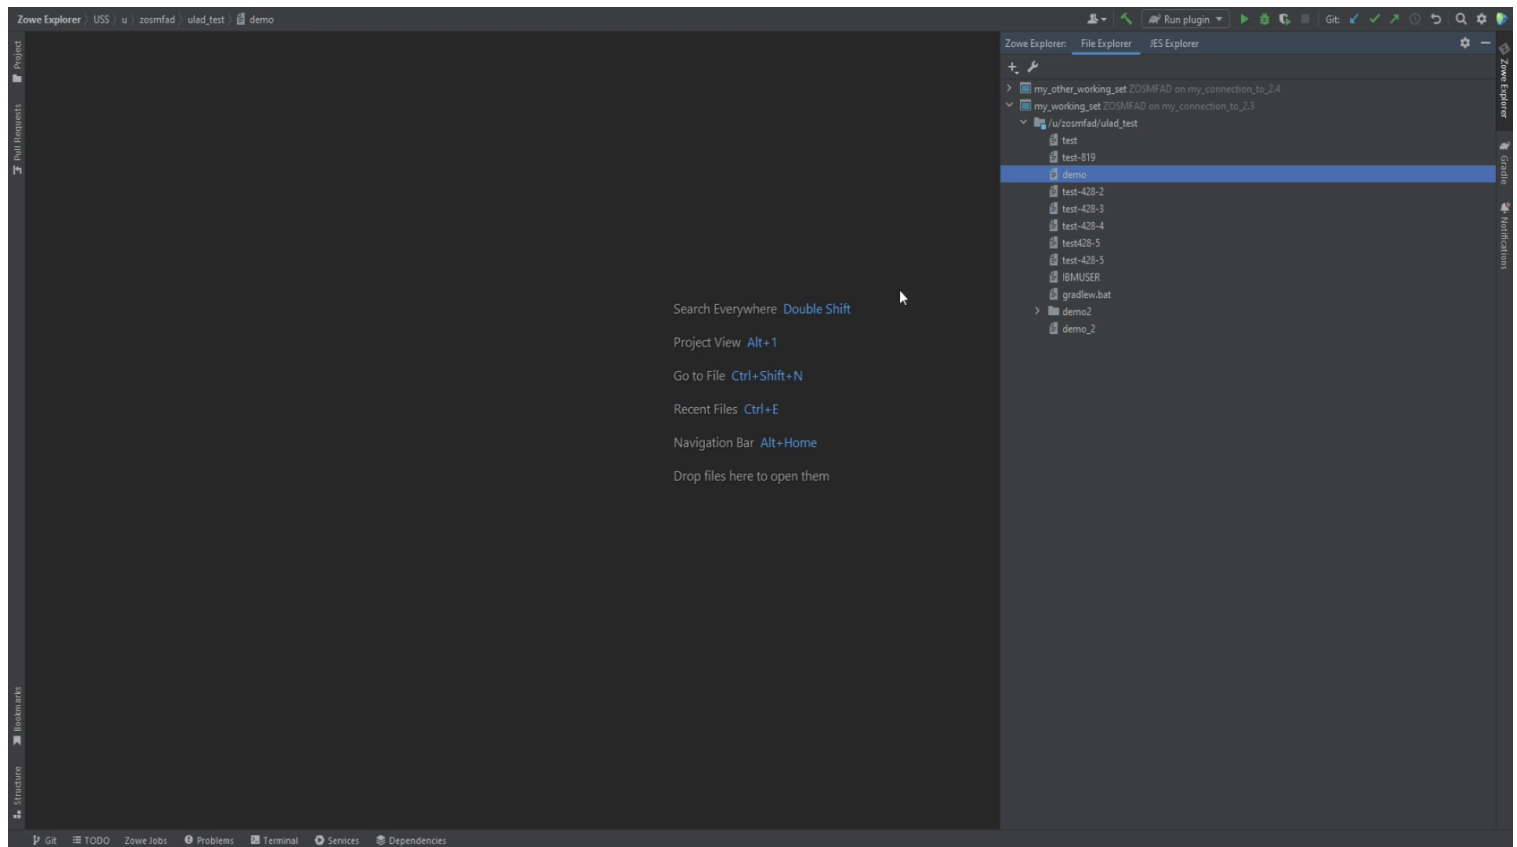 Zowe Explorer USS u zosmfad ulad_test demo
Run plugin Git:
Project
Pull Requests
Bookmarks
Structure
Search Everywhere Double Shift
Project View Alt+1
Go to File Ctrl+Shift+N
Recent Files Ctrl+E
Navigation Bar Alt+Home
Drop files here to open them
Zowe Explorer: File Explorer JES Explorer
my_other_working_set ZOSMFAD on my_connection_to_2.4
my_working_set ZOSMFAD on my_connection_to_2.3
/u/zosmfad/ulad_test
test
test-819
demo
test-428-2
test-428-3
test-428-4
test428-5
test-428-5
IBMUSER
gradlew.bat
demo2
demo_2
Zowe Explorer
Gradle
Notifications
Git TODO Zowe Jobs Problems Terminal Services Dependencies